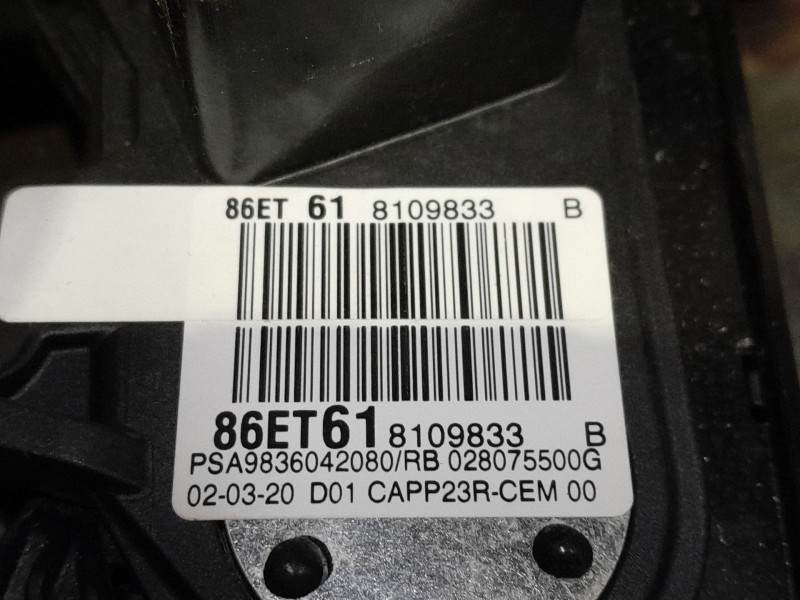 86ET 61 8109833 B
86ET61 8109833 B
PSA9836042080/RB 028075500G
02-03-20 D01 CAPP23R-CEM 00